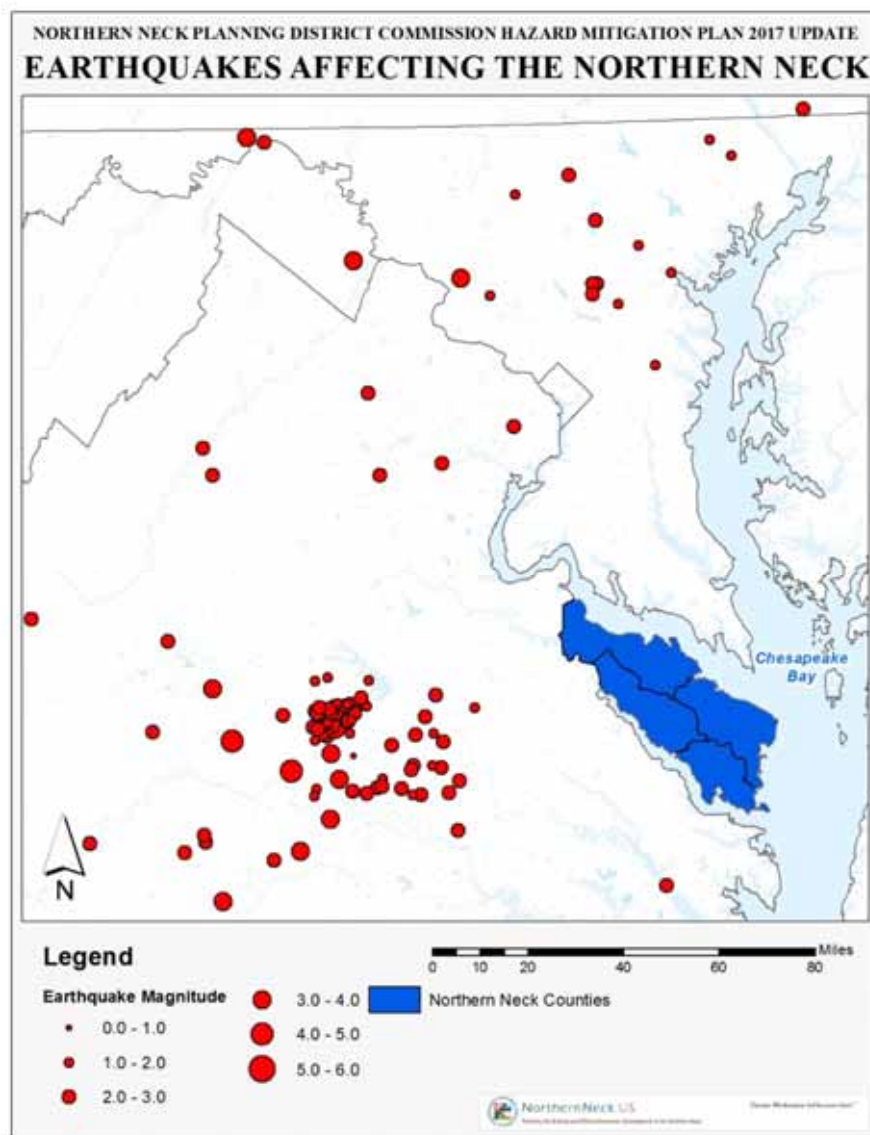 NORTHERN NECK PLANNING DISTRICT COMMISSION HAZARD MITIGATION PLAN 2017 UPDATE
EARTHQUAKES AFFECTING THE NORTHERN NECK
Chesapeake
Bay
N
Legend
Miles
0 10 20 40 60 80
Earthquake Magnitude
0.0 - 1.0
1.0 - 2.0
2.0 - 3.0
3.0 - 4.0
4.0 - 5.0
5.0 - 6.0
Northern Neck Counties
NorthernNeck.US